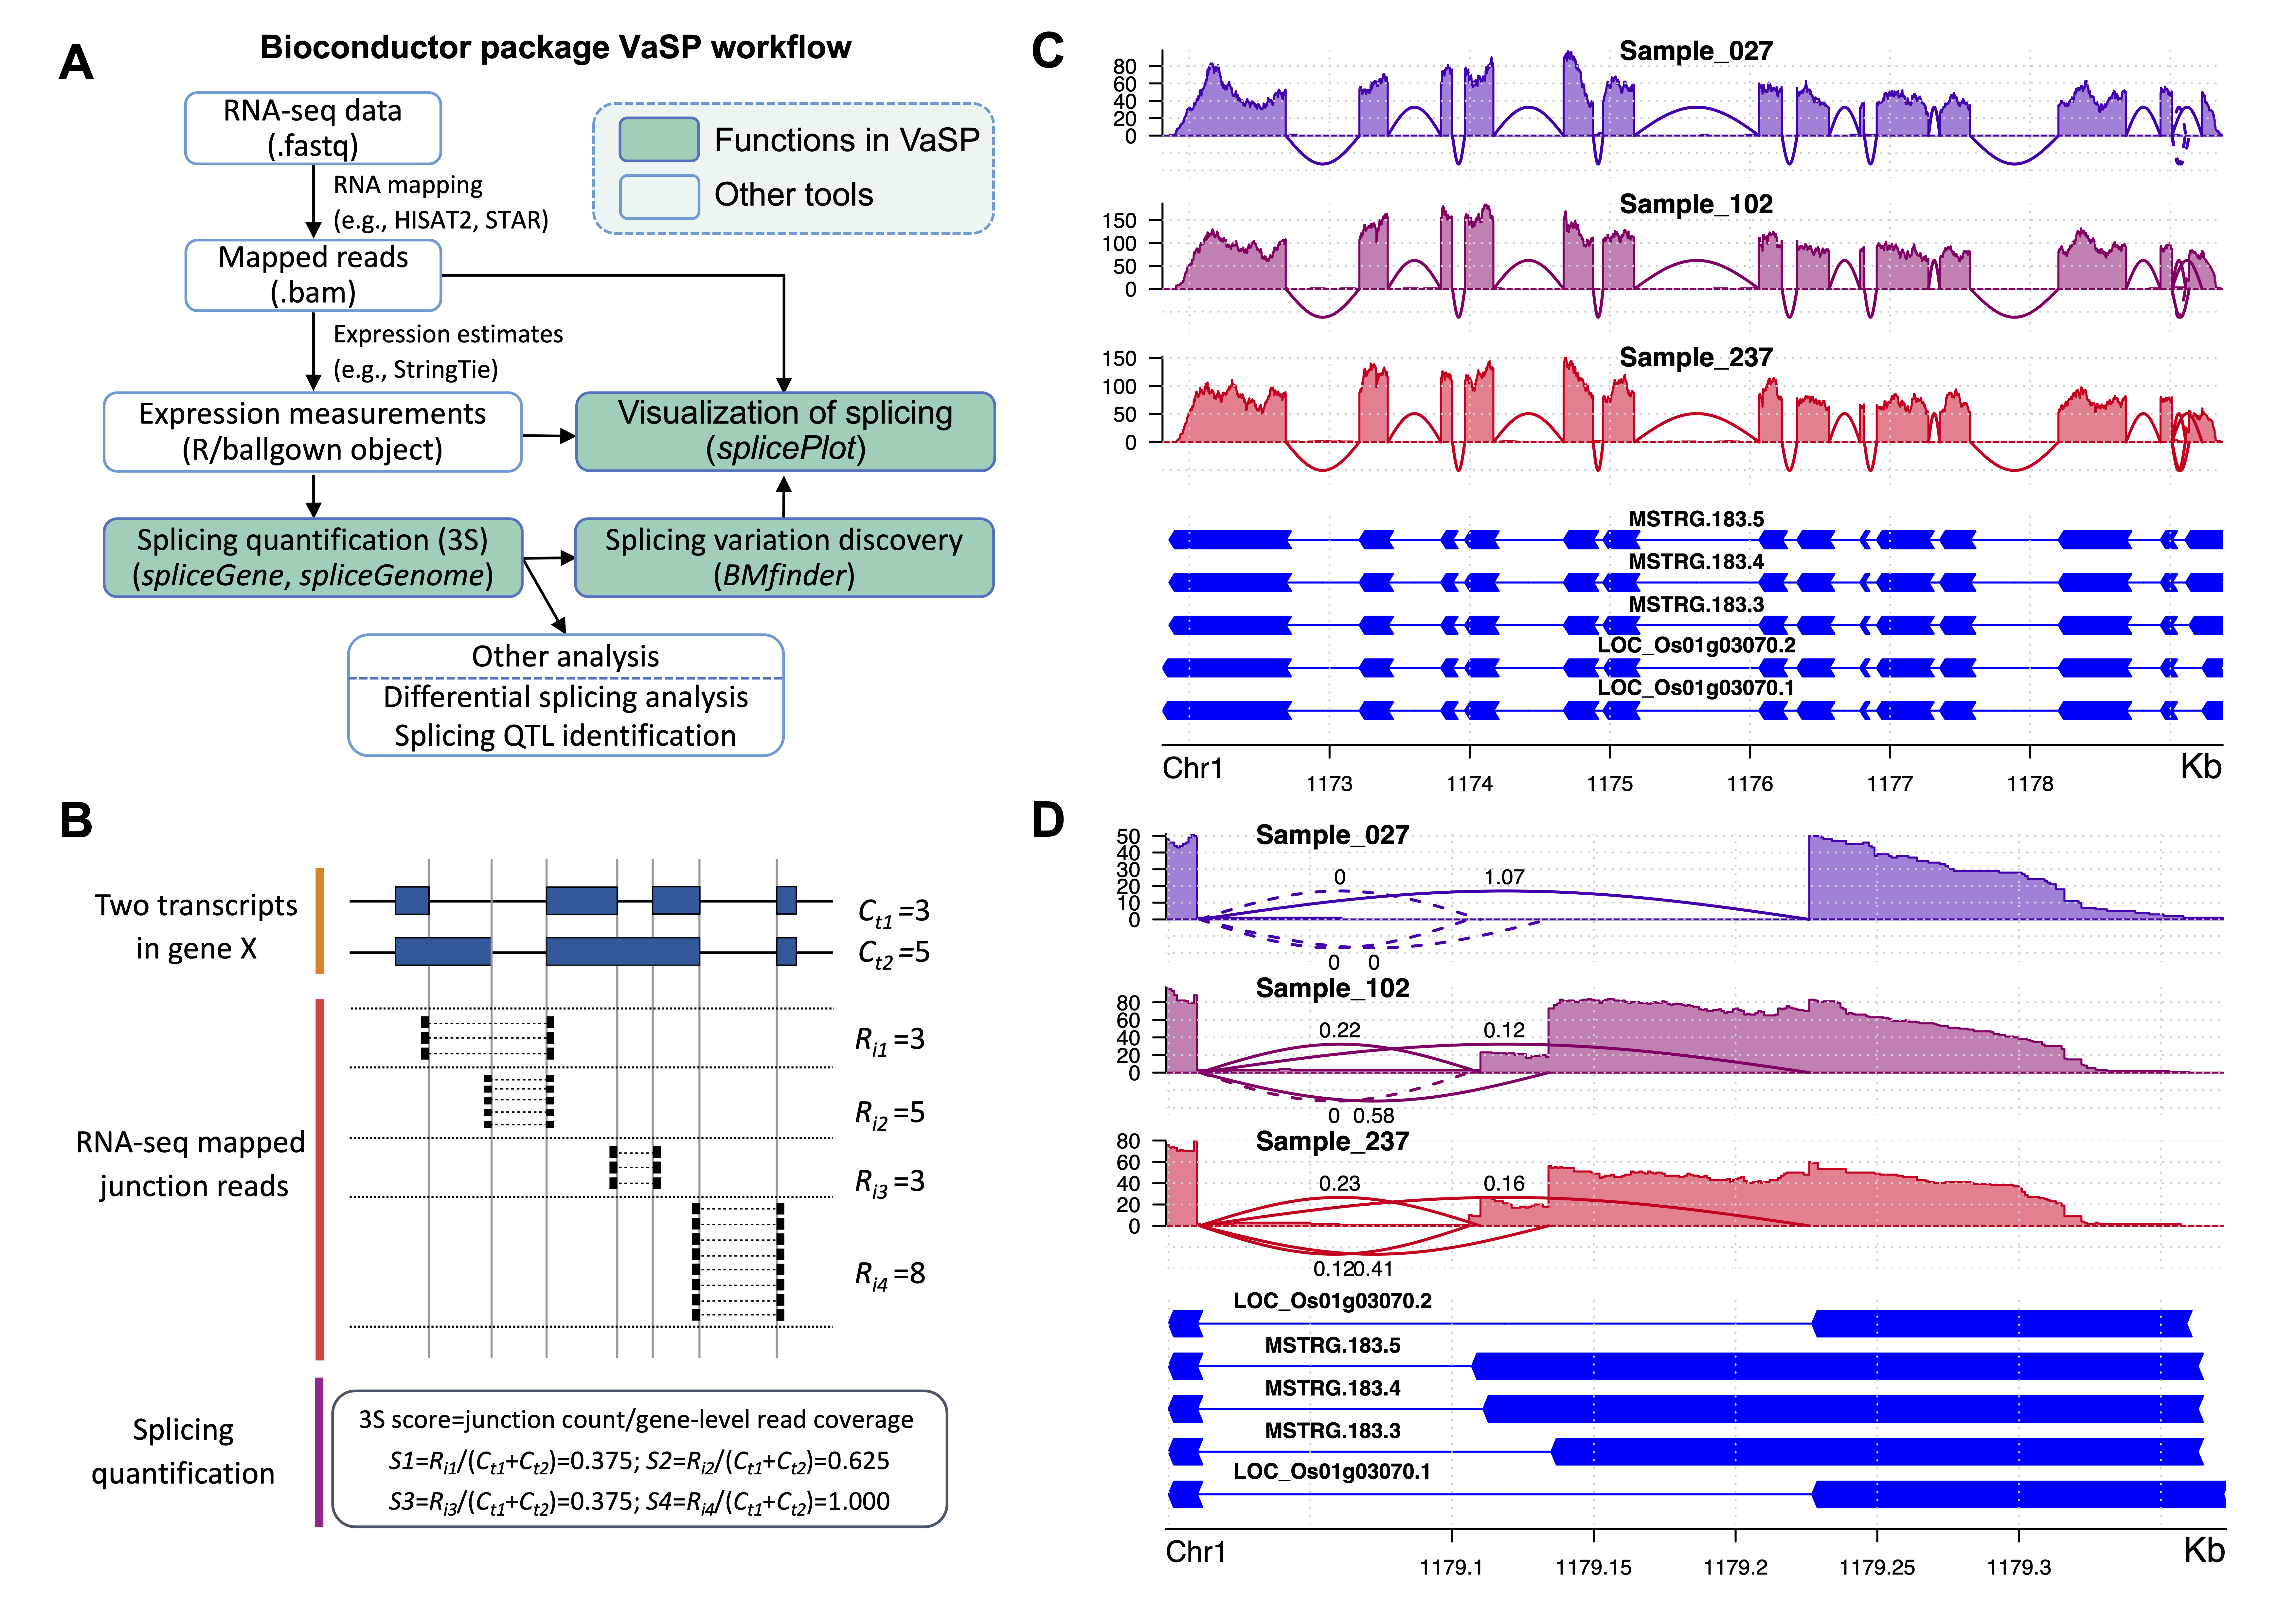 A
Bioconductor package VaSP workflow
RNA-seq data
(.fastq)
RNA mapping
(e.g., HISAT2, STAR)
Mapped reads
(.bam)
Expression estimates
(e.g., StringTie)
Functions in VaSP
Other tools
Expression measurements
(R/ballgown object)
Visualization of splicing
(splicePlot)
Splicing quantification (3S)
(spliceGene, spliceGenome)
Splicing variation discovery
(BMfinder)
Other analysis
Differential splicing analysis
Splicing QTL identification
B
Two transcripts
in gene X
Ct1 =3
Ct2 =5
RNA-seq mapped
junction reads
Ri1 =3
Ri2 =5
Ri3 =3
Ri4 =8
Splicing
quantification
3S score=junction count/gene-level read coverage
S1=Ri1/(Ct1+Ct2)=0.375; S2=Ri2/(Ct1+Ct2)=0.625
S3=Ri3/(Ct1+Ct2)=0.375; S4=Ri4/(Ct1+Ct2)=1.000
C
Sample_027
80
60
40
20
0
Sample_102
150
100
50
0
Sample_237
150
100
50
0
MSTRG.183.5
MSTRG.183.4
MSTRG.183.3
LOC_Os01g03070.2
LOC_Os01g03070.1
Chr1
Kb
1173 1174 1175 1176 1177 1178
D
Sample_027
50
40
30
20
10
0
0 1.07
0 0
Sample_102
80
60
40
20
0
0.22 0.12
0 0.58
Sample_237
80
60
40
20
0
0.23 0.16
0.12 0.41
LOC_Os01g03070.2
MSTRG.183.5
MSTRG.183.4
MSTRG.183.3
LOC_Os01g03070.1
Chr1
Kb
1179.1 1179.15 1179.2 1179.25 1179.3